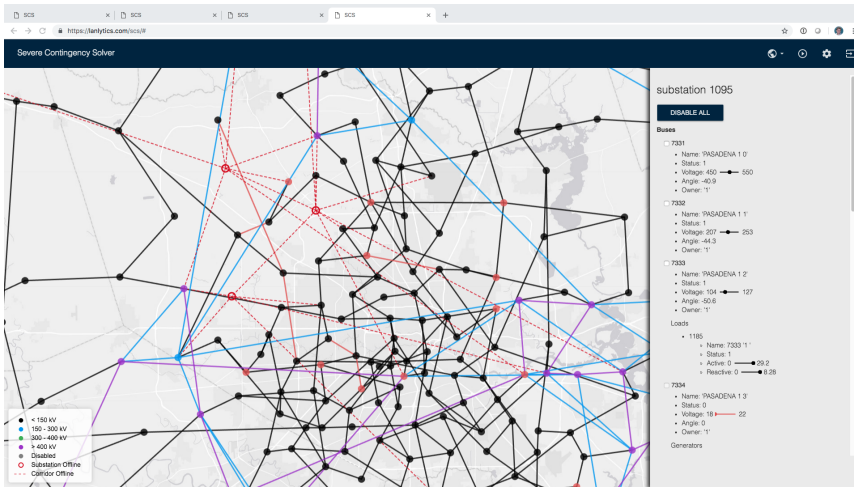 SCS
SCS
SCS
SCS
https://lanlytics.com/scs/#
Severe Contingency Solver
substation 1095
DISABLE ALL
Buses
7331
Name: 'PASADENA 1 0'
Status: 1
Voltage: 450 550
Angle: -40.9
Owner: '1'
7332
Name: 'PASADENA 1 1'
Status: 1
Voltage: 207 253
Angle: -44.3
Owner: '1'
7333
Name: 'PASADENA 1 2'
Status: 1
Voltage: 104 127
Angle: -50.6
Owner: '1'
Loads
1185
Name: 7333 '1 '
Status: 1
Active: 0 29.2
Reactive: 0 8.28
7334
Name: 'PASADENA 1 3'
Status: 0
Voltage: 18 22
Angle: 0
Owner: '1'
Generators
< 150 kV
150 - 300 kV
300 - 400 kV
> 400 kV
Disabled
Substation Offline
Corridor Offline